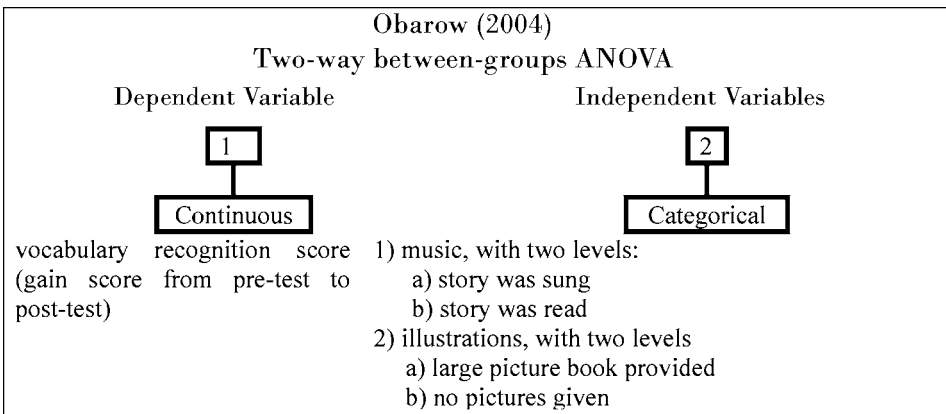 Obarow (2004)
Two-way between-groups ANOVA
Dependent Variable
Independent Variables
1
2
Continuous
Categorical
vocabulary recognition score
(gain score from pre-test to
post-test)
1) music, with two levels:
a) story was sung
b) story was read
2) illustrations, with two levels
a) large picture book provided
b) no pictures given